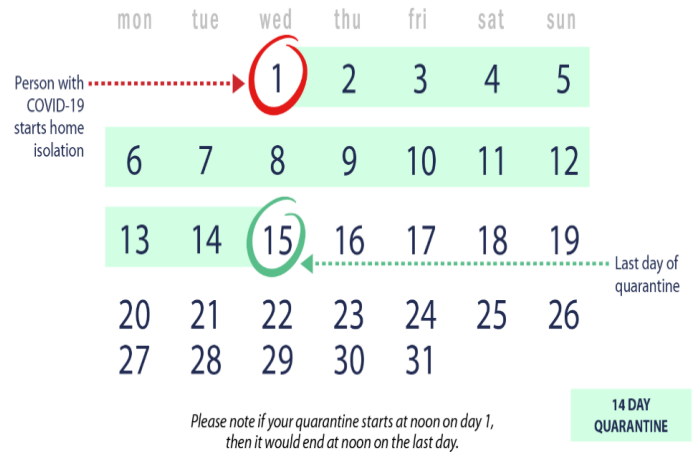 mon tue wed thu fri sat sun
Person with
COVID-19
starts home
isolation
1 2 3 4 5
6 7 8 9 10 11 12
13 14 15 16 17 18 19
Last day of
quarantine
20 21 22 23 24 25 26
27 28 29 30 31
14 DAY
QUARANTINE
Please note if your quarantine starts at noon on day 1,
then it would end at noon on the last day.